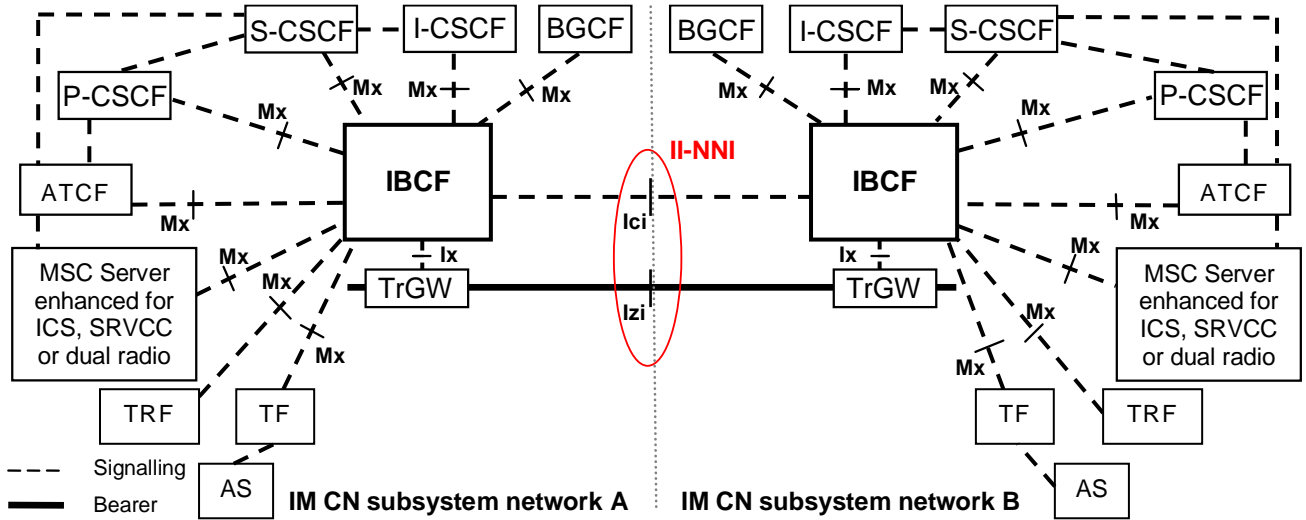 S-CSCF
I-CSCF
BGCF
BGCF
I-CSCF
S-CSCF
P-CSCF
Mx
Mx
Mx
Mx
Mx
Mx
Mx
Mx
P-CSCF
II-NNI
IBCF
IBCF
ATCF
Mx
Ici
Mx
ATCF
MSC Server
enhanced for
ICS, SRVCC
or dual radio
Mx
Mx
Mx
Ix
TrGW
Izi
Ix
TrGW
Mx
Mx
Mx
MSC Server
enhanced for
ICS, SRVCC
or dual radio
TRF
TF
TF
TRF
Signalling
AS
AS
Bearer
IM CN subsystem network A
IM CN subsystem network B